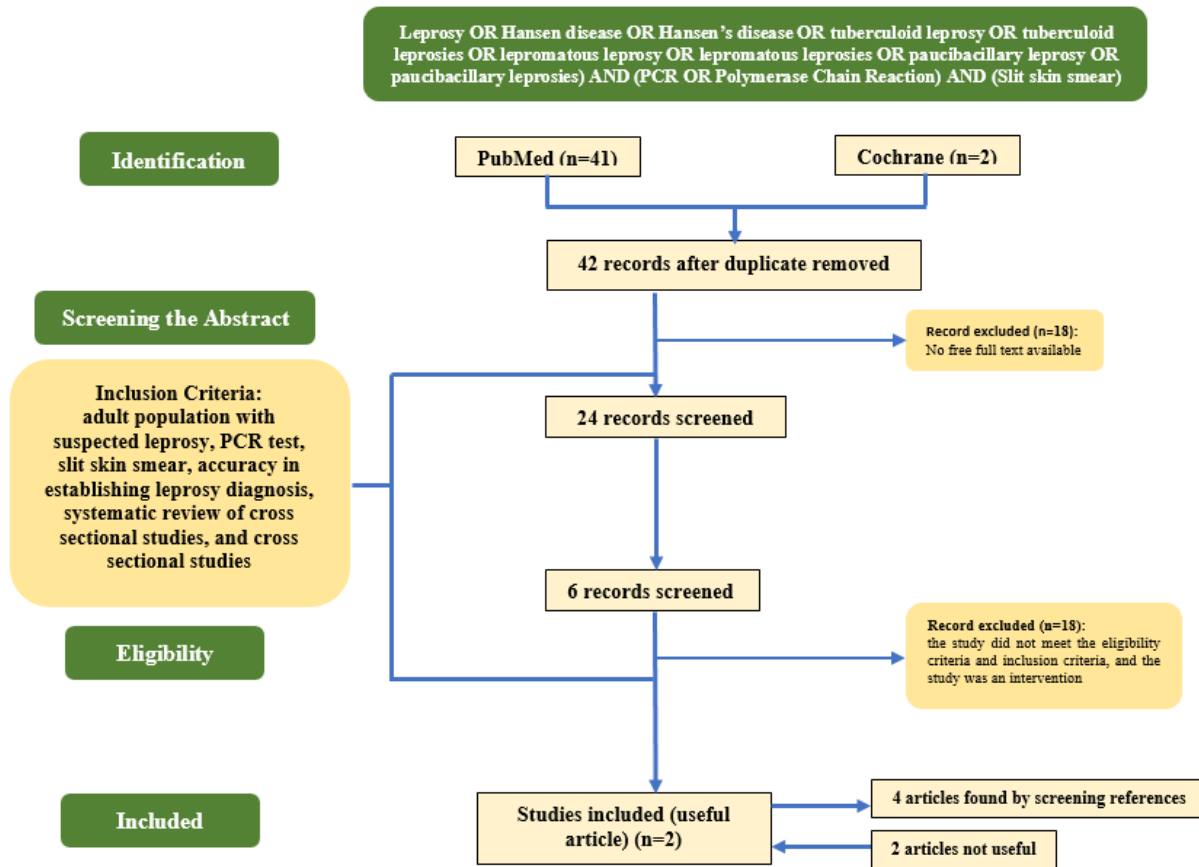 Leprosy OR Hansen disease OR Hansen's disease OR tuberculoid leprosy OR tuberculoid
leprosies OR lepromatous leprosy OR lepromatous leprosies OR paucibacillary leprosy OR
paucibacillary leprosies) AND (PCR OR Polymerase Chain Reaction) AND (Slit skin smear)
Identification
PubMed (n=41)
Cochrane (n=2)
42 records after duplicate removed
Screening the Abstract
Record excluded (n=18):
No free full text available
Inclusion Criteria:
adult population with
suspected leprosy, PCR test,
slit skin smear, accuracy in
establishing leprosy diagnosis,
systematic review of cross
sectional studies, and cross
sectional studies
24 records screened
6 records screened
Eligibility
Record excluded (n=18):
the study did not meet the eligibility
criteria and inclusion criteria, and the
study was an intervention
Included
Studies included (useful
article) (n=2)
4 articles found by screening references
2 articles not useful